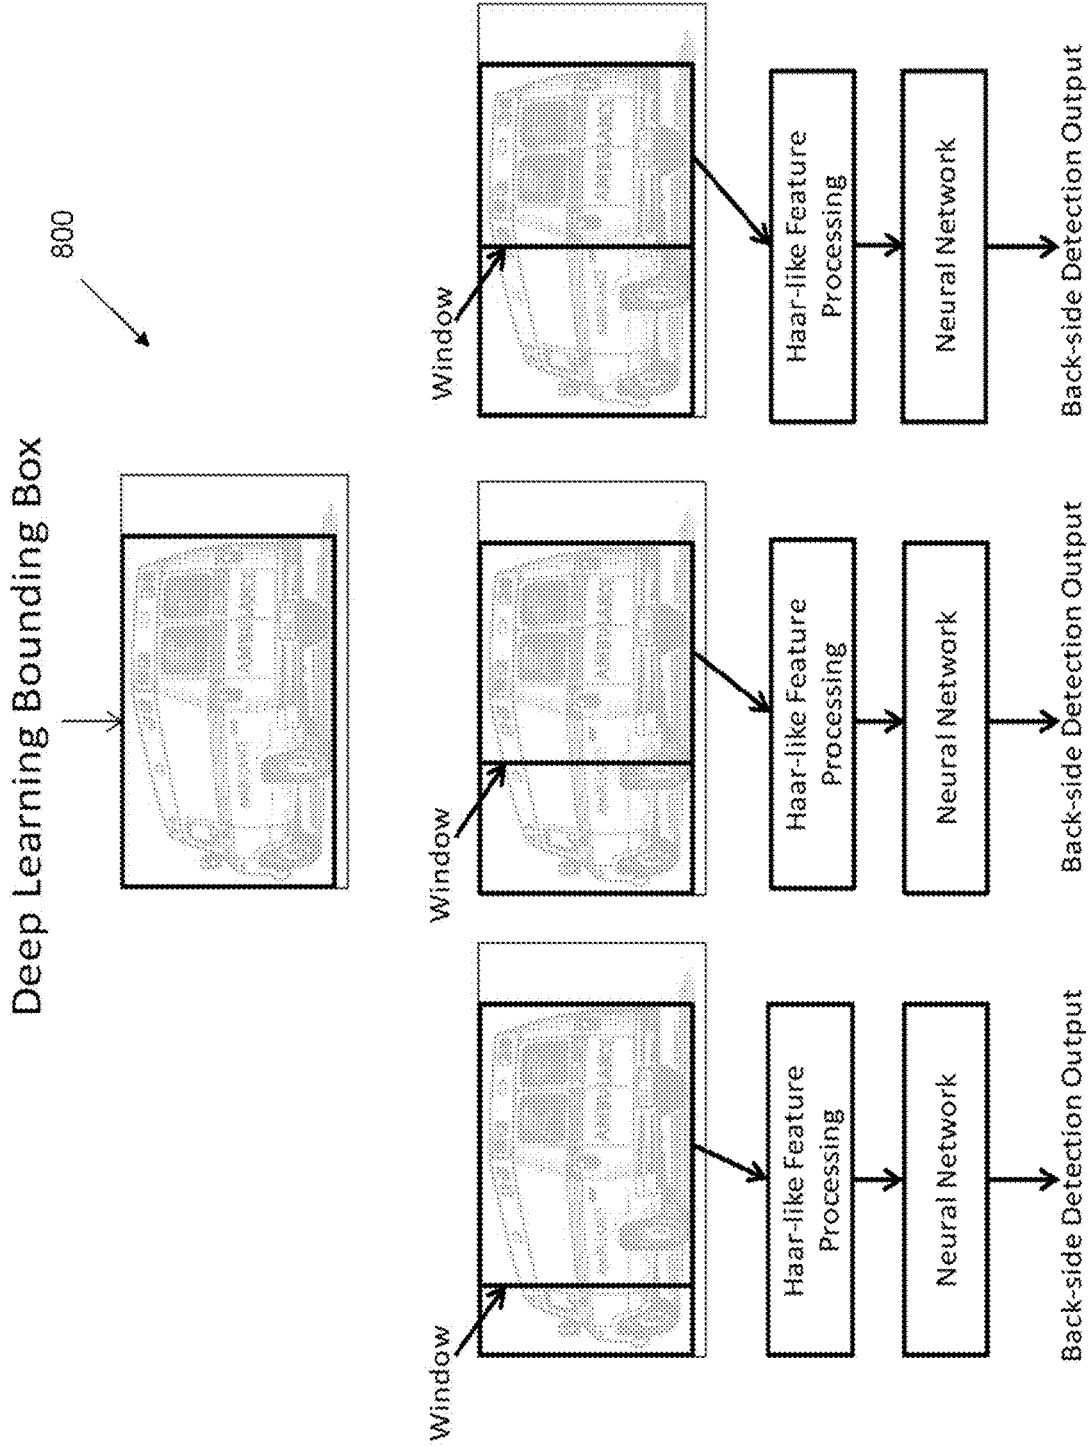 Deep Learning Bounding Box
800
Window
Window
Window
Haar-like Feature
Processing
Haar-like Feature
Processing
Haar-like Feature
Processing
Neural Network
Neural Network
Neural Network
Back-side Detection Output
Back-side Detection Output
Back-side Detection Output